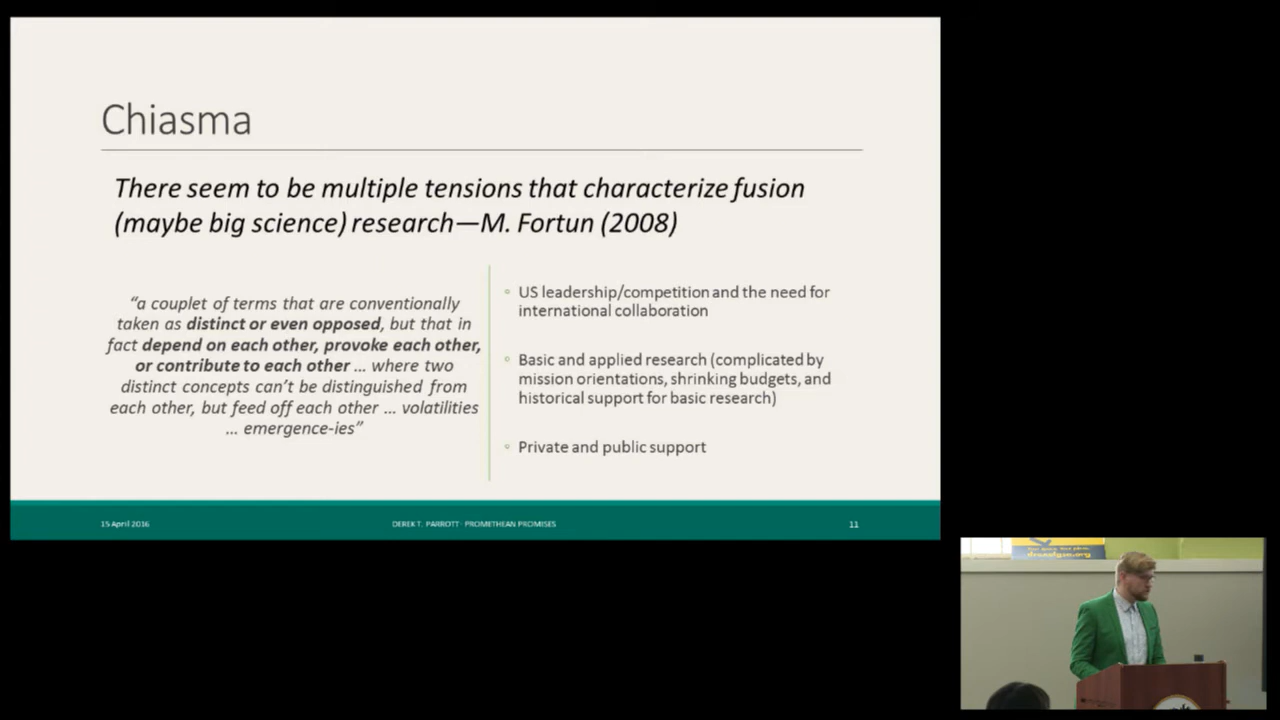 Chiasma
There seem to be multiple tensions that characterize fusion
(maybe big science) research—M. Fortun (2008)
“a couplet of terms that are conventionally
taken as distinct or even opposed, but that in
fact depend on each other, provoke each other,
or contribute to each other ... where two
distinct concepts can’t be distinguished from
each other, but feed off each other ... volatilities
... emergence-ies”
US leadership/competition and the need for
international collaboration
Basic and applied research (complicated by
mission orientations, shrinking budgets, and
historical support for basic research)
Private and public support
15 April 2016
DEREK T. PARROTT· PROMETHEAN PROMISES
11